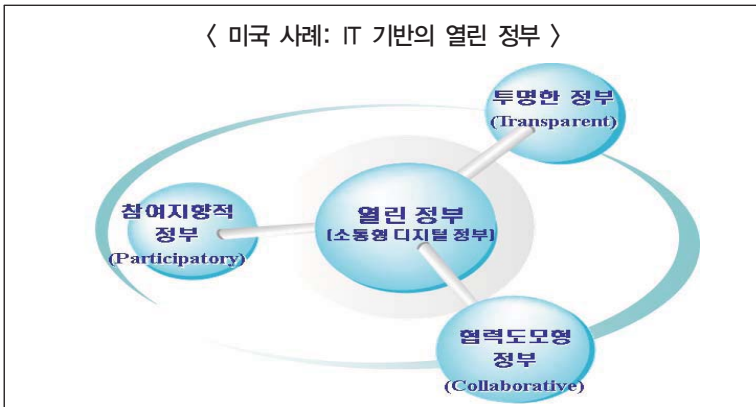 〈 미국 사례: IT 기반의 열린 정부 〉
투명한 정부
(Transparent)
참여지향적
정부
(Participatory)
열린 정부
(소통형 디지털 정부)
협력도모형
정부
(Collaborative)